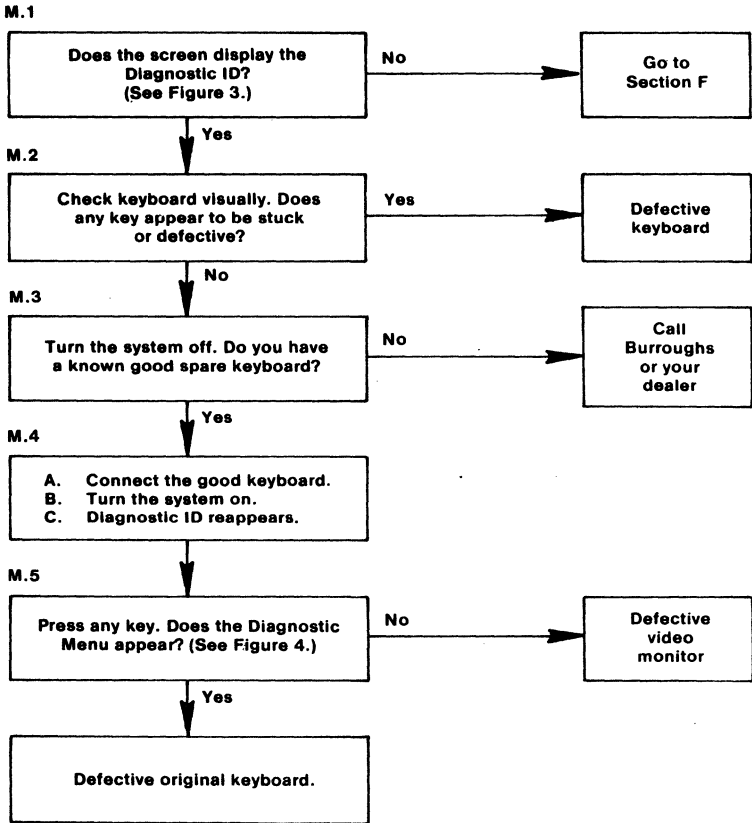 M.1
Does the screen display the
Diagnostic ID?
(See Figure 3.)
No
Go to
Section F
Yes
M.2
Check keyboard visually. Does
any key appear to be stuck
or defective?
Yes
Defective
keyboard
No
M.3
Turn the system off. Do you have
a known good spare keyboard?
No
Call
Burroughs
or your
dealer
Yes
M.4
A. Connect the good keyboard.
B. Turn the system on.
C. Diagnostic ID reappears.
M.5
Press any key. Does the Diagnostic
Menu appear? (See Figure 4.)
No
Defective
video
monitor
Yes
Defective original keyboard.